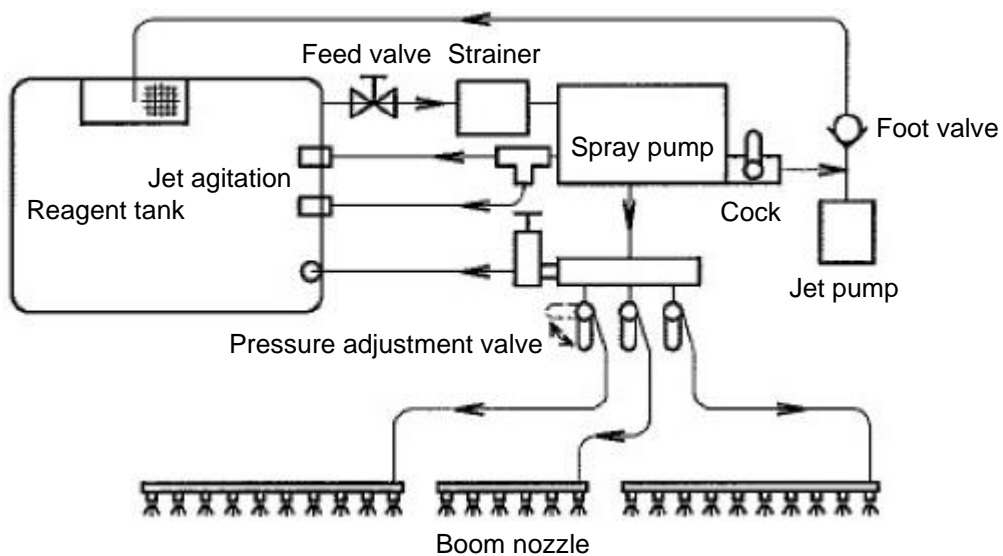 Feed valve
Strainer
Spray pump
Foot valve
Jet agitation
Reagent tank
Cock
Jet pump
Pressure adjustment valve
Boom nozzle